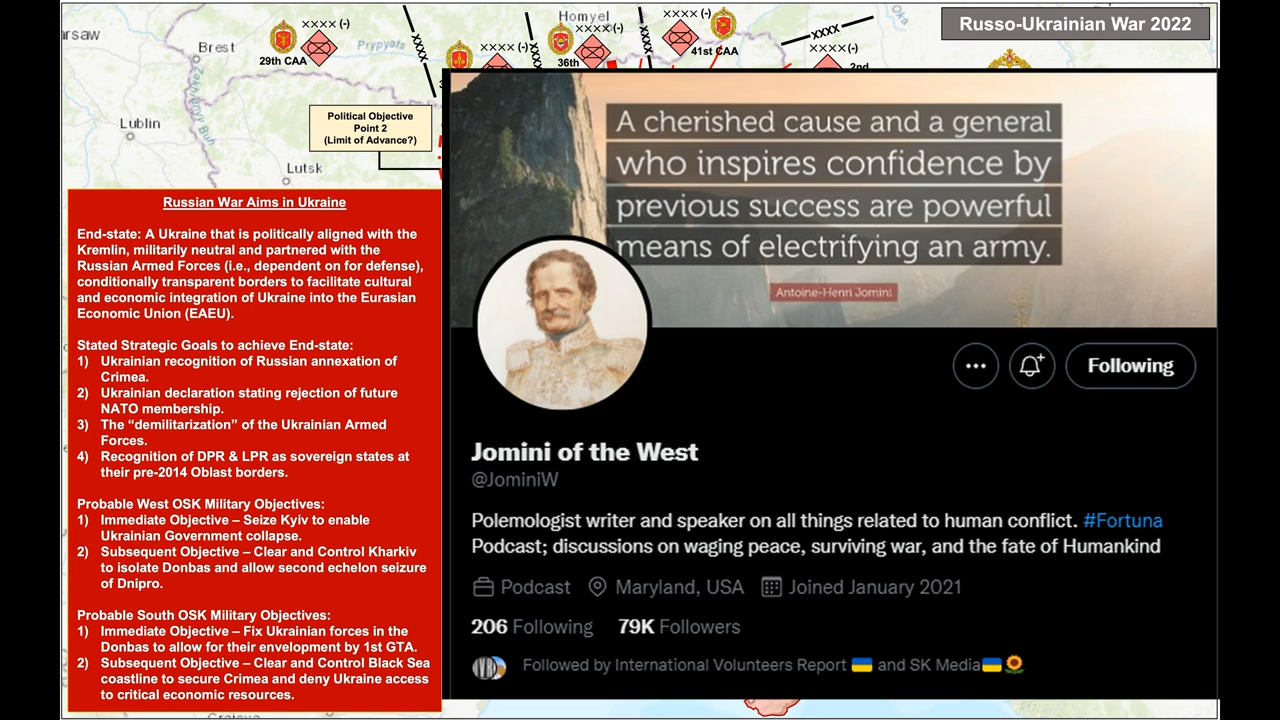 Russo-Ukrainian War 2022
Homyel
Oka
arsaw
Brest
Prypyats
XXXX (-)
XXXX (-)
XXXX (-)
XXXX (-)
XXXX (-)
XXXX
XXXX
XXXX
XXXX
29th CAA
36th
41st CAA
2nd
Zakhidnyy Buh
Lublin
Lutsk
Political Objective
Point 2
(Limit of Advance?)
Russian War Aims in Ukraine
End-state: A Ukraine that is politically aligned with the
Kremlin, militarily neutral and partnered with the
Russian Armed Forces (i.e., dependent on for defense),
conditionally transparent borders to facilitate cultural
and economic integration of Ukraine into the Eurasian
Economic Union (EAEU).
Stated Strategic Goals to achieve End-state:
1) Ukrainian recognition of Russian annexation of
Crimea.
2) Ukrainian declaration stating rejection of future
NATO membership.
3) The “demilitarization” of the Ukrainian Armed
Forces.
4) Recognition of DPR & LPR as sovereign states at
their pre-2014 Oblast borders.
Probable West OSK Military Objectives:
1) Immediate Objective – Seize Kyiv to enable
Ukrainian Government collapse.
2) Subsequent Objective – Clear and Control Kharkiv
to isolate Donbas and allow second echelon seizure
of Dnipro.
Probable South OSK Military Objectives:
1) Immediate Objective – Fix Ukrainian forces in the
Donbas to allow for their envelopment by 1st GTA.
2) Subsequent Objective – Clear and Control Black Sea
coastline to secure Crimea and deny Ukraine access
to critical economic resources.
A cherished cause and a general
who inspires confidence by
previous success are powerful
means of electrifying an army.
Antoine-Henri Jomini
Following
Jomini of the West
@JominiW
Polemologist writer and speaker on all things related to human conflict. #Fortuna
Podcast; discussions on waging peace, surviving war, and the fate of Humankind
Podcast Maryland, USA Joined January 2021
206 Following 79K Followers
Followed by International Volunteers Report 🇺🇦 and SK Media🇺🇦🌻